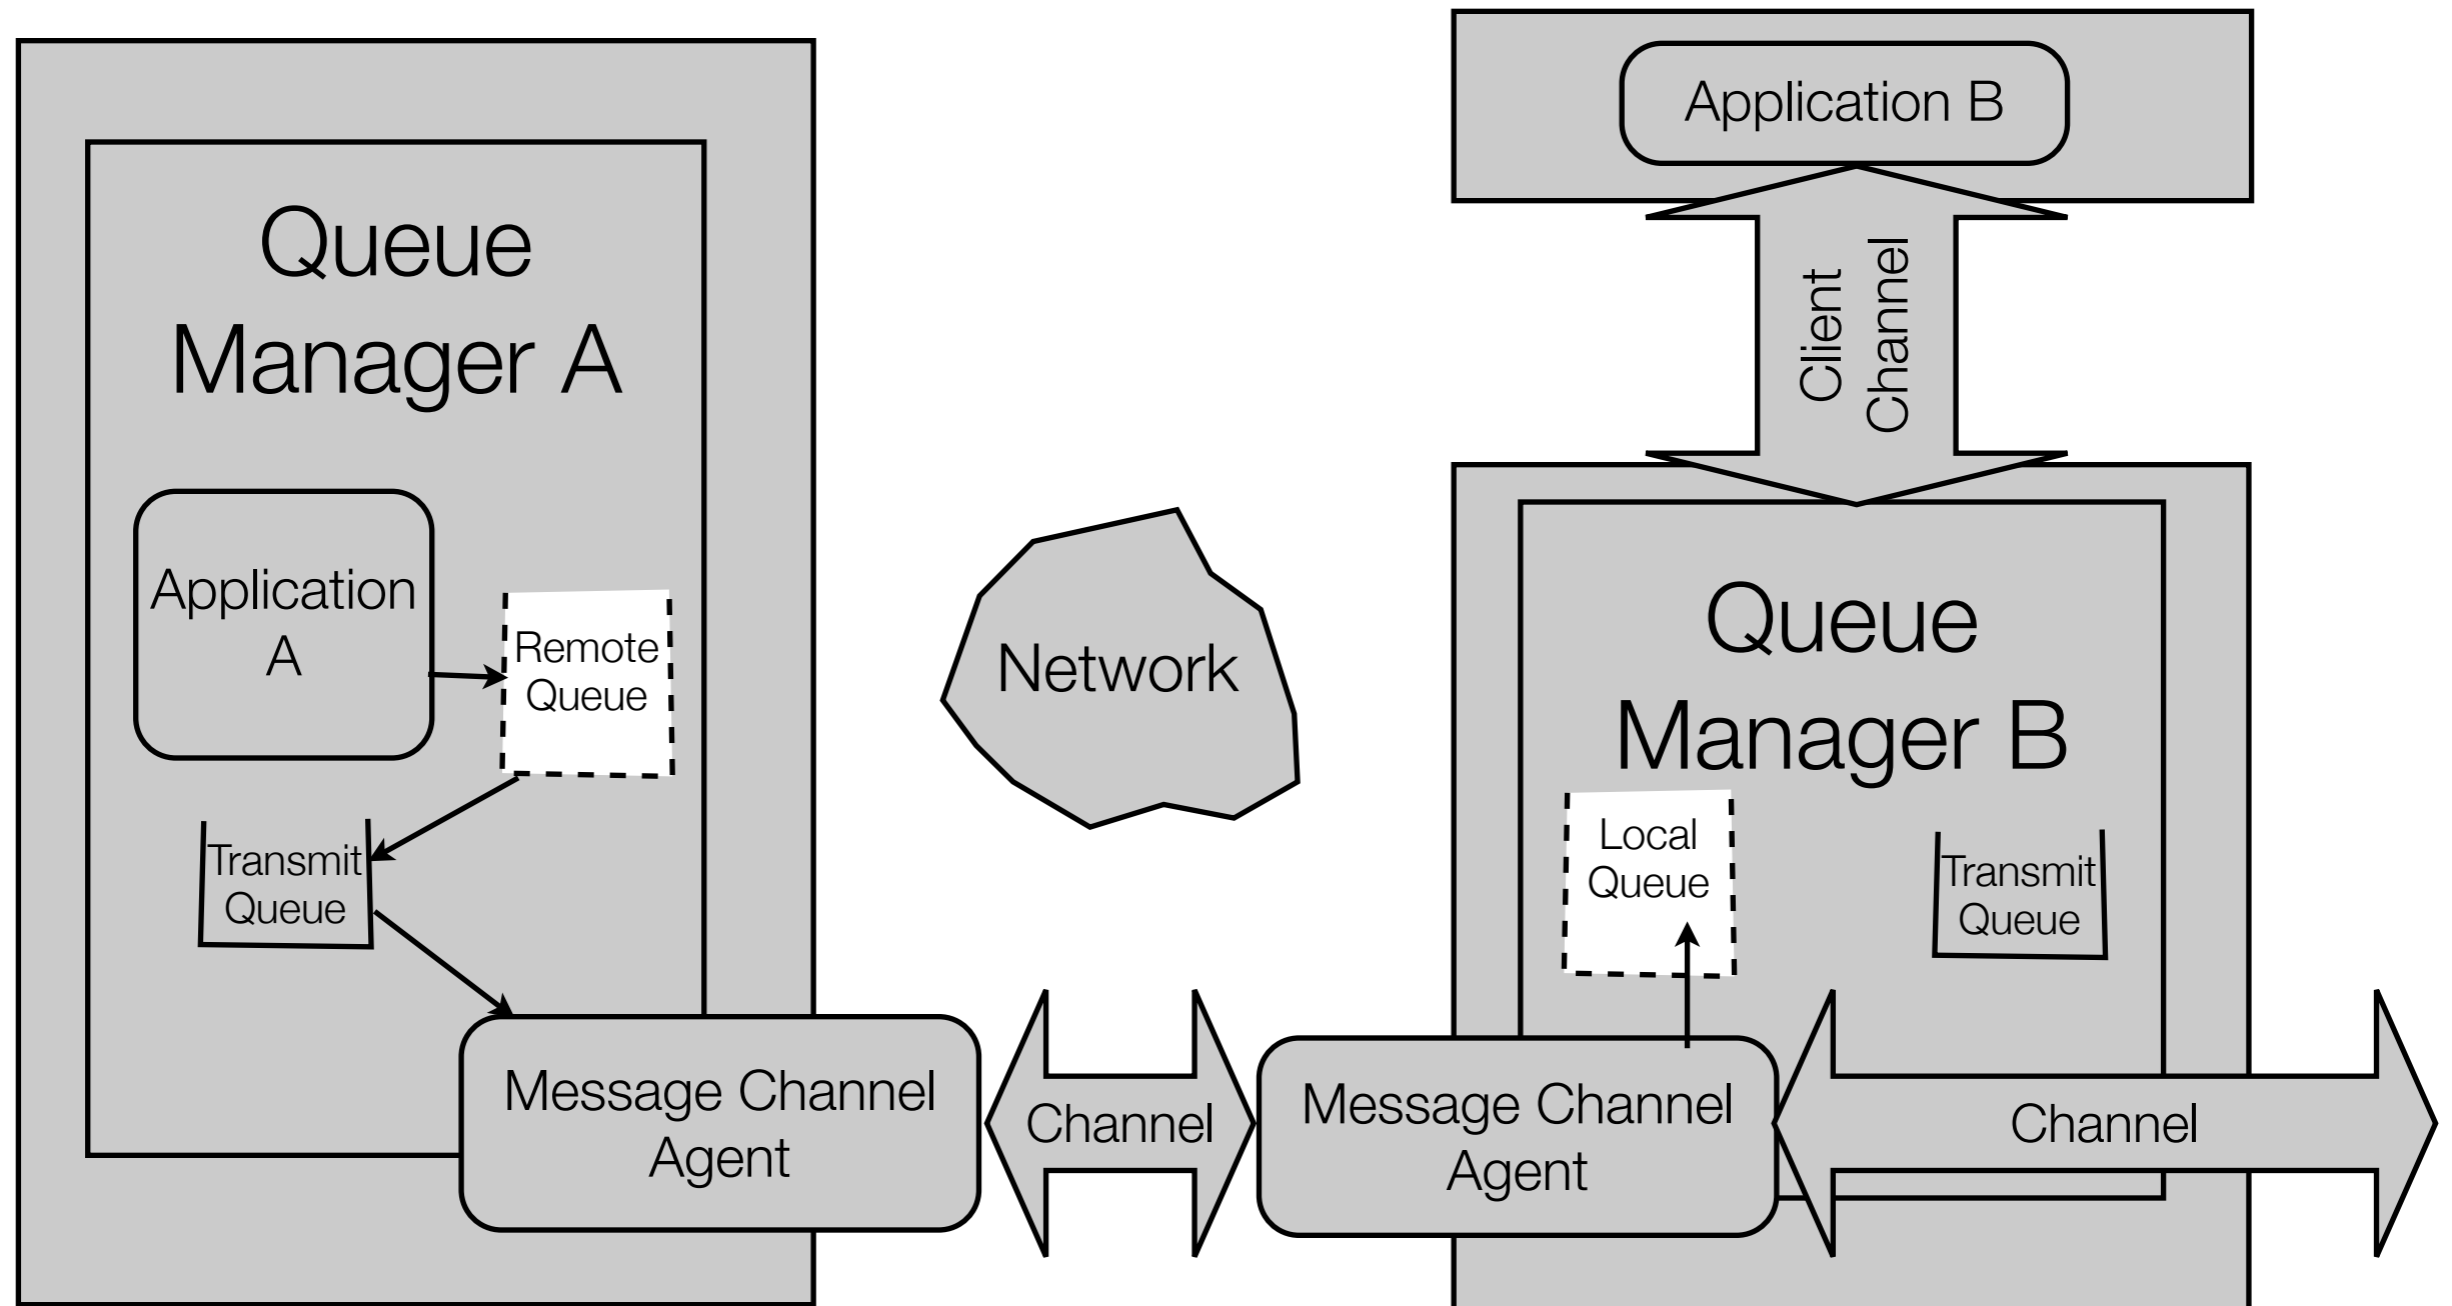 Queue
Manager A
Application
A
Remote
Queue
Transmit
Queue
Message Channel
Agent
Network
Channel
Application B
Client
Channel
Queue
Manager B
Local
Queue
Transmit
Queue
Message Channel
Agent
Channel